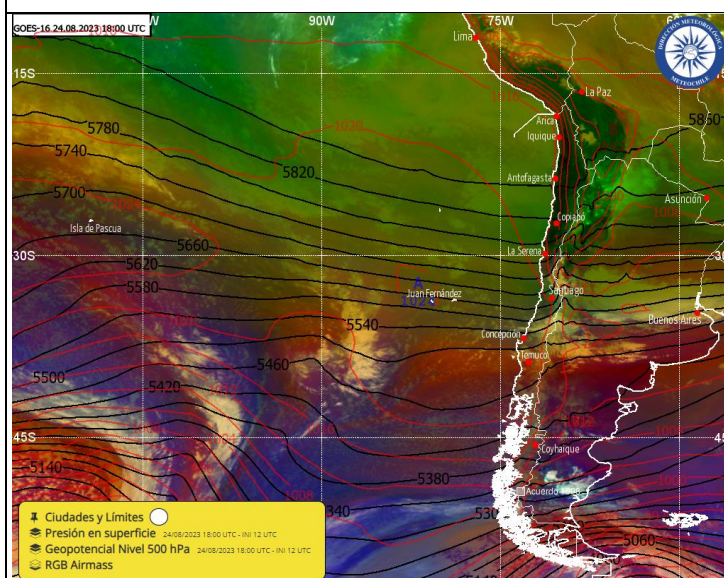 GOES-16 24.08.2023 18:00 UTC
90W
75W
DIRECCIÓN METEOROLÓGICA
METEOCHILE
Lima
15S
La Paz
1020
5780
Arica
5740
Iquique
5820
Antofagasta
5700
Asunción
Isla de Pascua
Copiapó
5660
30S
La Serena
5620
5580
Juan Fernández
Santiago
5540
Buenos Aires
Concepción
5460
Temuco
5500
5420
45S
Coyhaique
5140
5380
1008
Acuerdo 1998
5060
Ciudades y Límites
Presión en superficie 24/08/2023 18:00 UTC - INI 12 UTC
Geopotencial Nivel 500 hPa 24/08/2023 18:00 UTC - INI 12 UTC
RGB Airmass